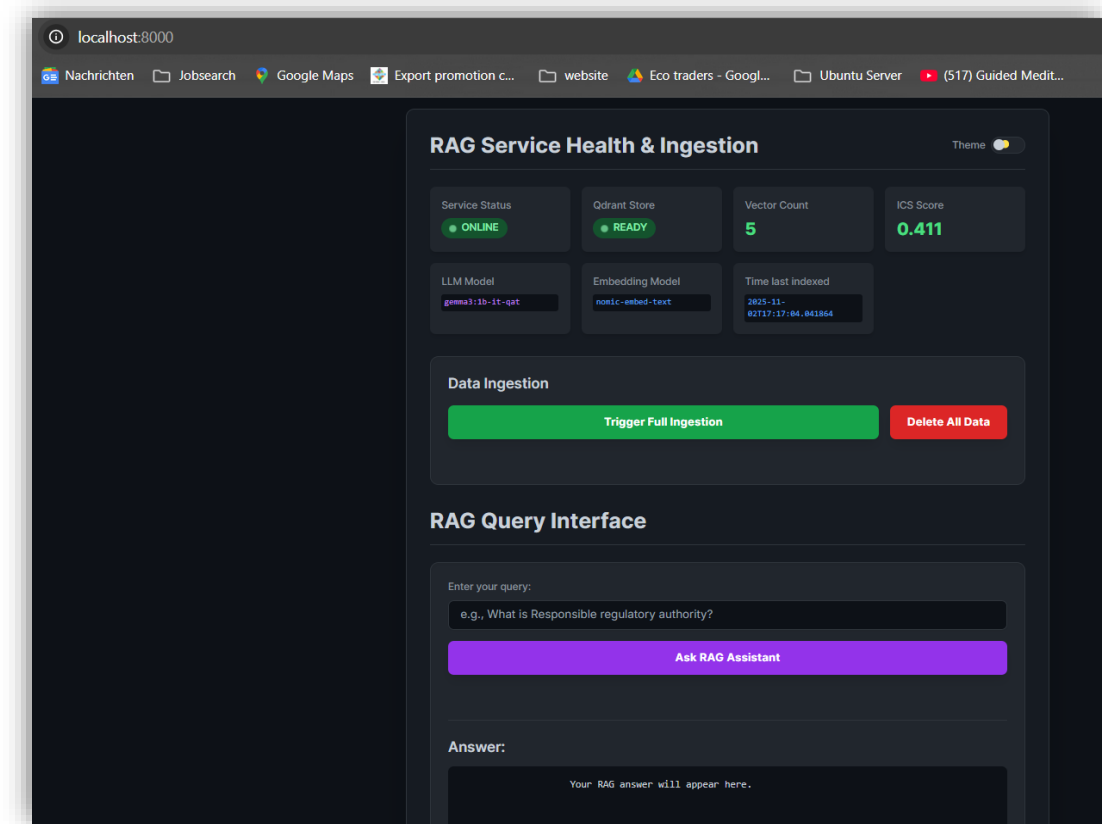 localhost:8000
Nachrichten Jobsearch Google Maps Export promotion c... website Eco traders - Googl... Ubuntu Server (517) Guided Medit...
RAG Service Health & Ingestion
Theme
Service Status
ONLINE
Qdrant Store
READY
Vector Count
5
ICS Score
0.411
LLM Model
gemma3:1b-it-qat
Embedding Model
nomic-embed-text
Time last indexed
2025-11-
02T17:17:04.041864
Data Ingestion
Trigger Full Ingestion
Delete All Data
RAG Query Interface
Enter your query:
e.g., What is Responsible regulatory authority?
Ask RAG Assistant
Answer:
Your RAG answer will appear here.